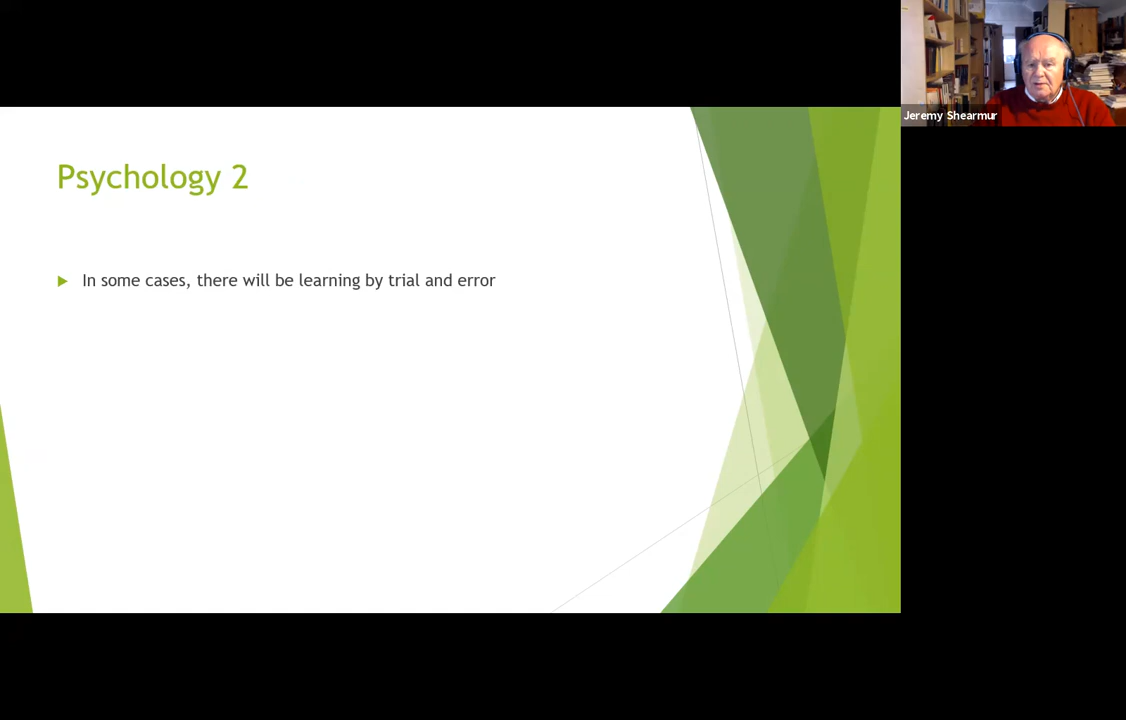 Jeremy Shearmur
Psychology 2
In some cases, there will be learning by trial and error